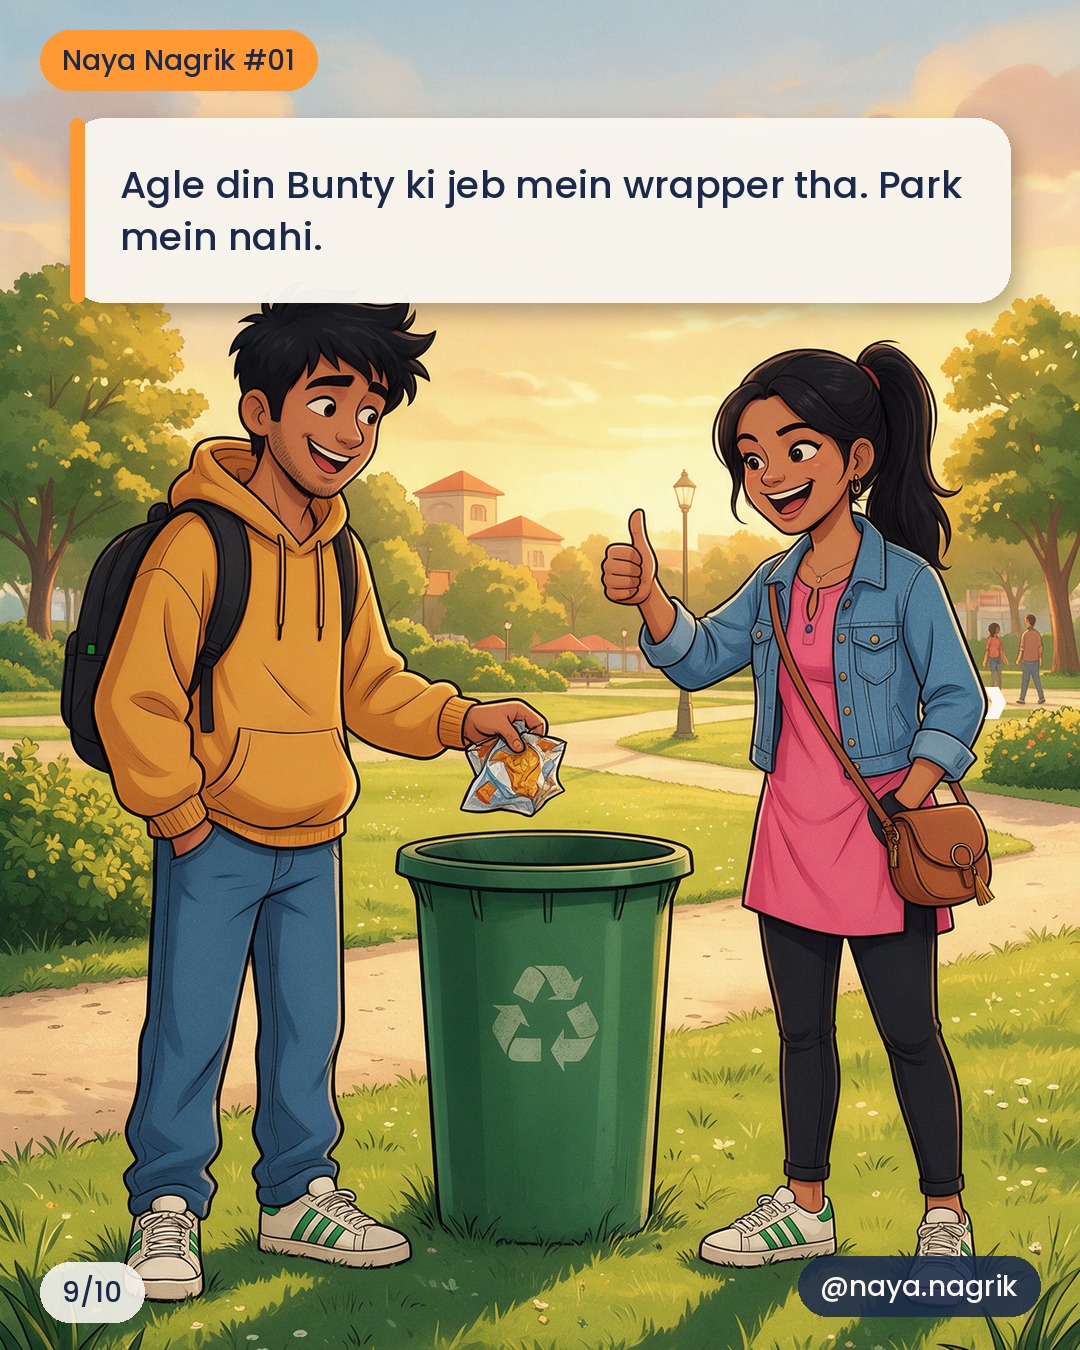 Naya Nagrik #01
Agle din Bunty ki jeb mein wrapper tha. Park
mein nahi.
9/10
@naya.nagrik